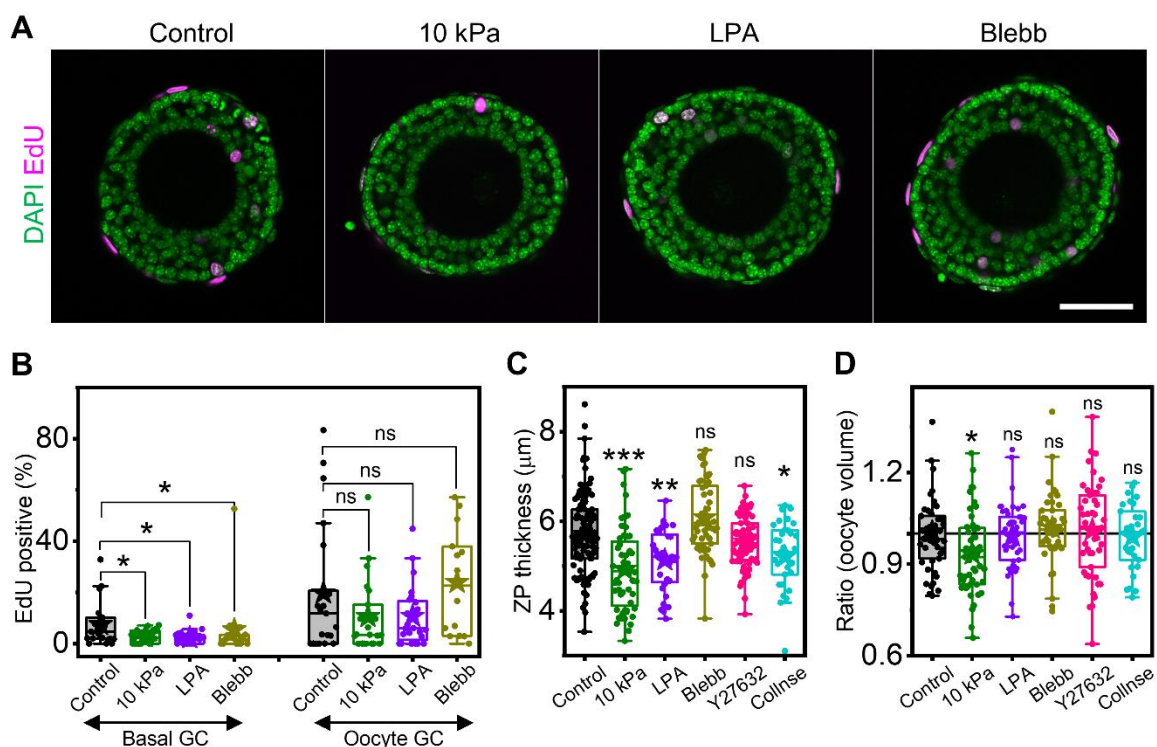 A
Control
10 kPa
LPA
Blebb
DAPI EdU
B
EdU positive (%)
80
40
0
*
*
*
ns
ns
ns
Control
10 kPa
LPA
Blebb
Control
10 kPa
LPA
Blebb
Basal GC
Oocyte GC
C
ZP thickness (μm)
8
6
4
***
**
ns
ns
*
Control
10 kPa
LPA
Blebb
Y27632
Collnse
D
Ratio (oocyte volume)
1.2
0.9
0.6
*
ns
ns
ns
ns
Control
10 kPa
LPA
Blebb
Y27632
Collnse